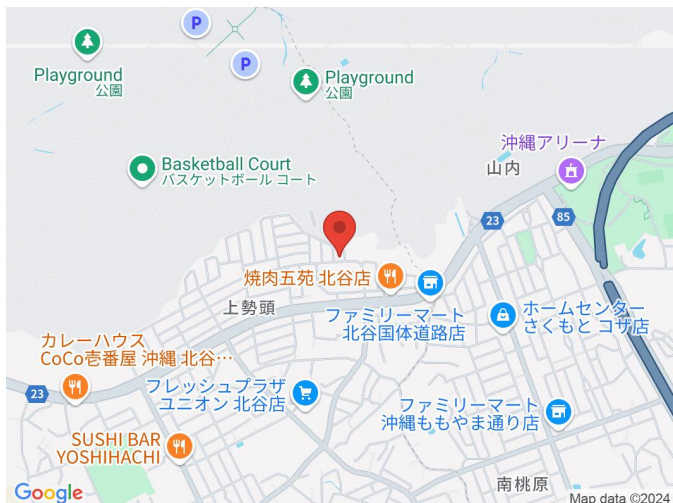 P
P
Playground
公園
Playground
公園
沖縄アリーナ
山内
Basketball Court
バスケットボール コート
23
85
焼肉五苑 北谷店
上勢頭
ファミリーマート
北谷国体道路店
ホームセンター
さくもと コザ店
カレーハウス
CoCo壱番屋 沖縄 北谷…
23
フレッシュプラザ
ユニオン 北谷店
ファミリーマート
沖縄ももやま通り店
SUSHI BAR
YOSHIHACHI
南桃原
Google
Map data ©2024